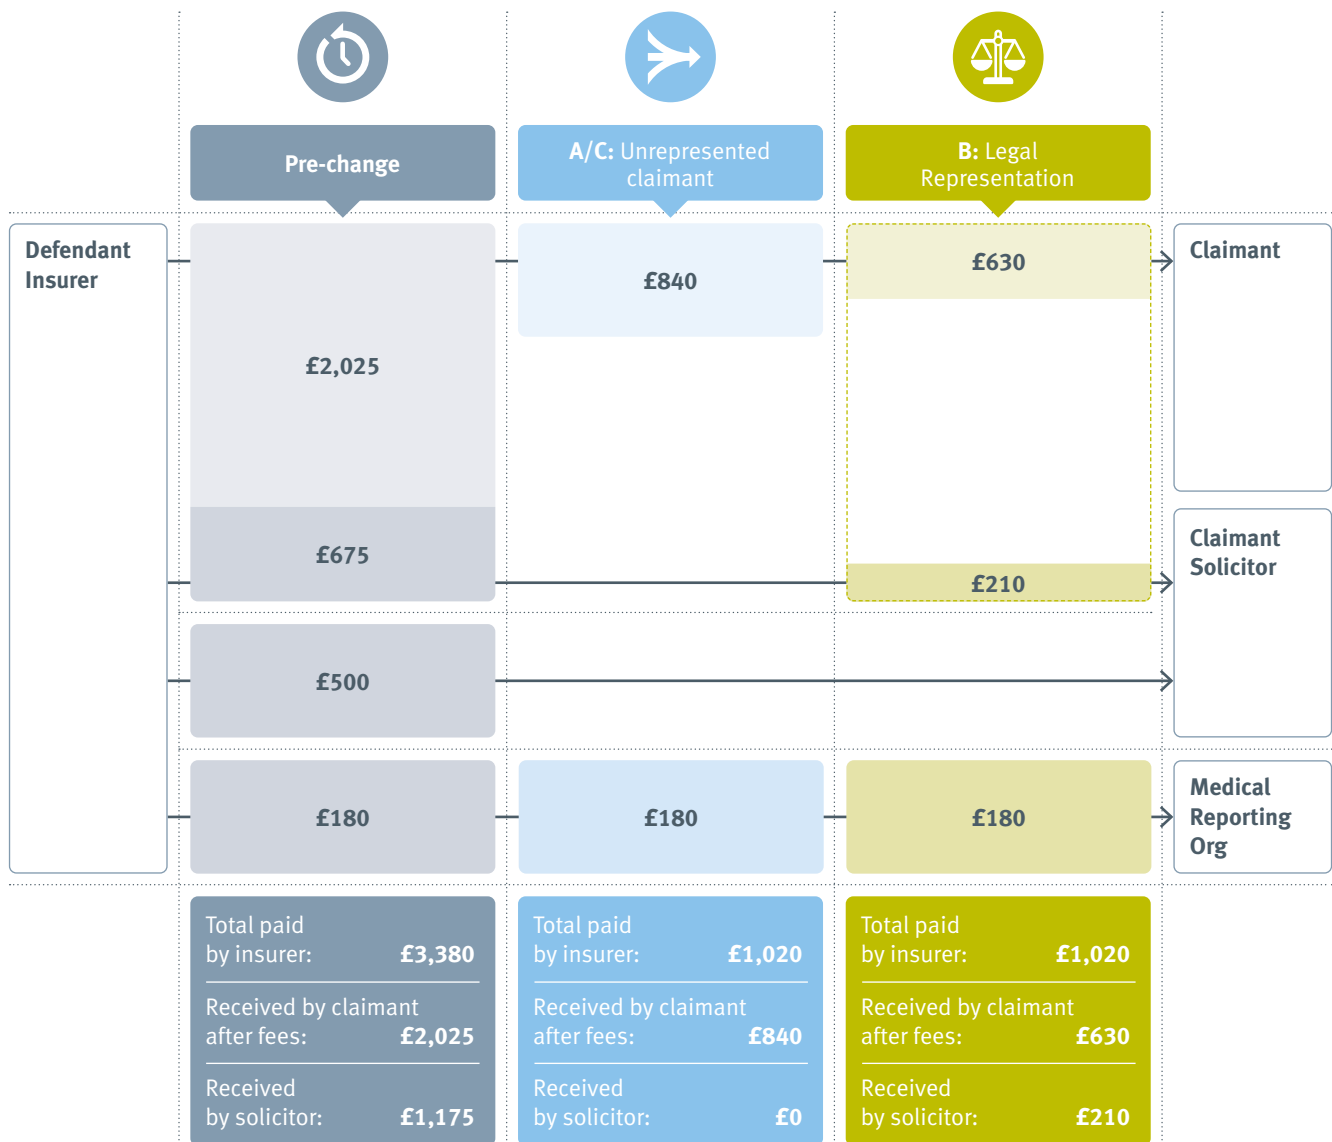 Pre-change
A/C: Unrepresented
claimant
B: Legal
Representation
Defendant
Insurer
£2,025
£840
£630
Claimant
£675
£210
Claimant
Solicitor
£500
£180
£180
£180
Medical
Reporting
Org
Total paid
by insurer: £3,380
Received by claimant
after fees: £2,025
Received
by solicitor: £1,175
Total paid
by insurer: £1,020
Received by claimant
after fees: £840
Received
by solicitor: £0
Total paid
by insurer: £1,020
Received by claimant
after fees: £630
Received
by solicitor: £210